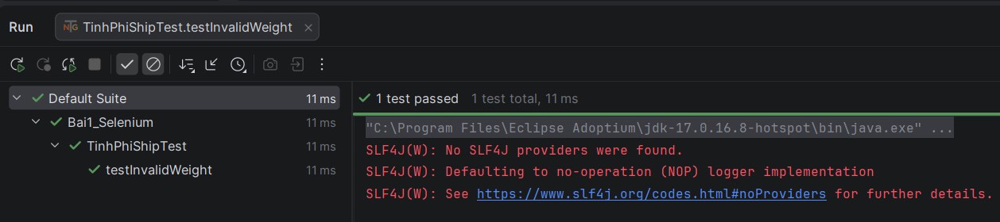 Run
TinhPhiShipTest.testInvalidWeight
Default Suite 11 ms
Bai1_Selenium 11 ms
TinhPhiShipTest 11 ms
testInvalidWeight 11 ms
1 test passed 1 test total, 11 ms
"C:\Program Files\Eclipse Adoptium\jdk-17.0.16.8-hotspot\bin\java.exe" ...
SLF4J(W): No SLF4J providers were found.
SLF4J(W): Defaulting to no-operation (NOP) logger implementation
SLF4J(W): See https://www.slf4j.org/codes.html#noProviders for further details.